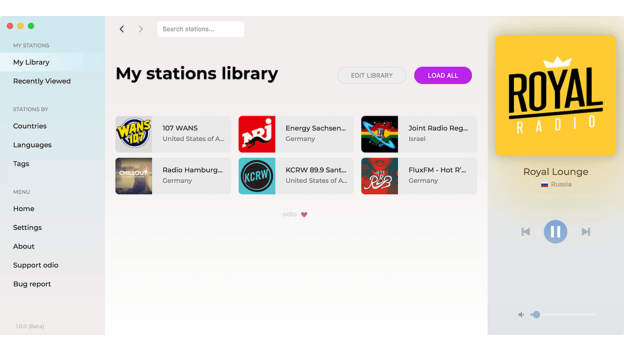 MY STATIONS
My Library
Recently Viewed
STATIONS BY
Countries
Languages
Tags
MENU
Home
Settings
About
Support odio
Bug report
1.0.0 (Beta)
Search stations...
My stations library
EDIT LIBRARY
LOAD ALL
WANS
107
107 WANS
United States of A...
NRJ
Energy Sachsen...
Germany
Joint Radio Reg...
Israel
CHILLOUT
Radio Hamburg...
Germany
KCRW
KCRW 89.9 Sant...
United States of A...
R&B
FluxFM - Hot R'...
Germany
odio
ROYAL
RADIO
Royal Lounge
Russia